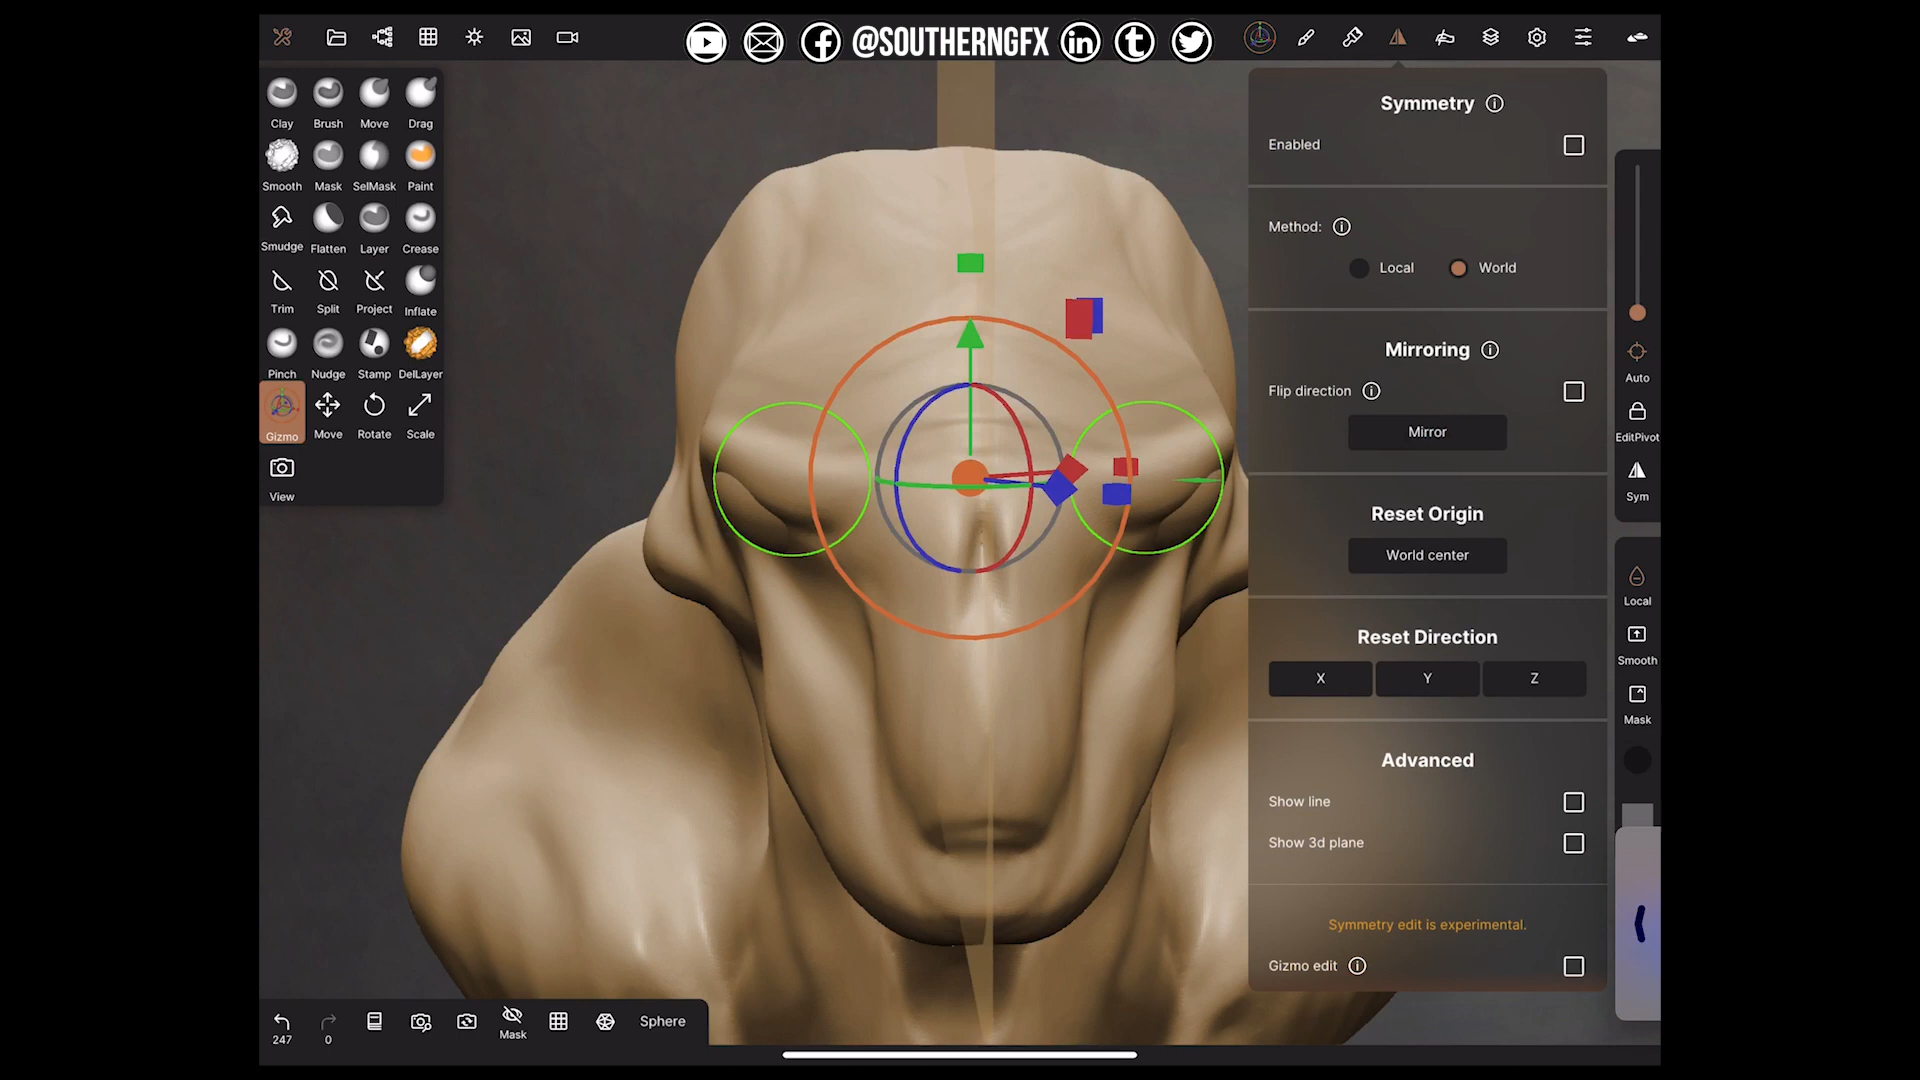 @SOUTHERNGFX
Clay Brush Move Drag
Smooth Mask SelMask Paint
Smudge Flatten Layer Crease
Trim Split Project Inflate
Pinch Nudge Stamp DelLayer
Gizmo Move Rotate Scale
View
Symmetry
Enabled
Method:
Local World
Mirroring
Flip direction
Mirror
Reset Origin
World center
Reset Direction
X Y Z
Advanced
Show line
Show 3d plane
Symmetry edit is experimental.
Gizmo edit
Auto
EditPivot
Sym
Local
Smooth
Mask
247 0 Mask Sphere